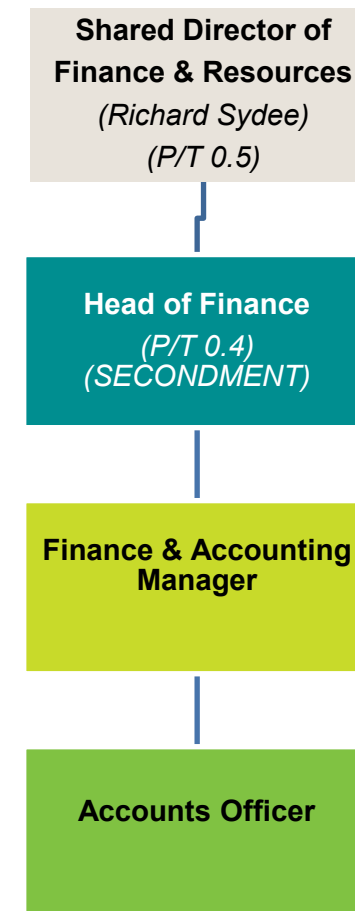 Shared Director of
Finance & Resources
(Richard Sydee)
(P/T 0.5)
Head of Finance
(P/T 0.4)
(SECONDMENT)
Finance & Accounting
Manager
Accounts Officer